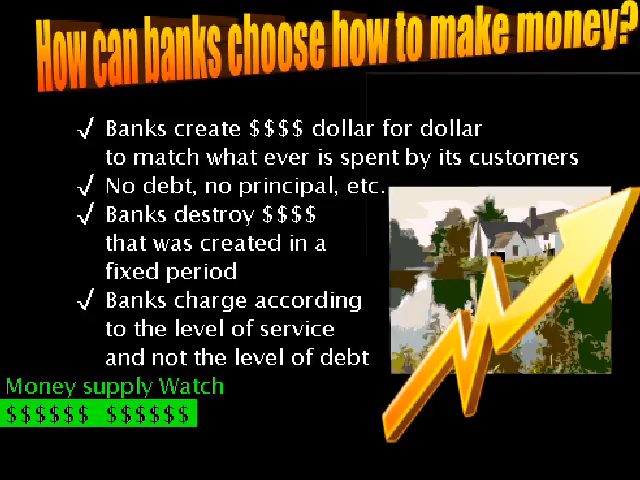 How can banks choose how to make money?
√ Banks create $$$$ dollar for dollar
to match what ever is spent by its customers
√ No debt, no principal, etc.
√ Banks destroy $$$$
that was created in a
fixed period
√ Banks charge according
to the level of service
and not the level of debt
Money supply Watch
$$$$$$ $$$$$$